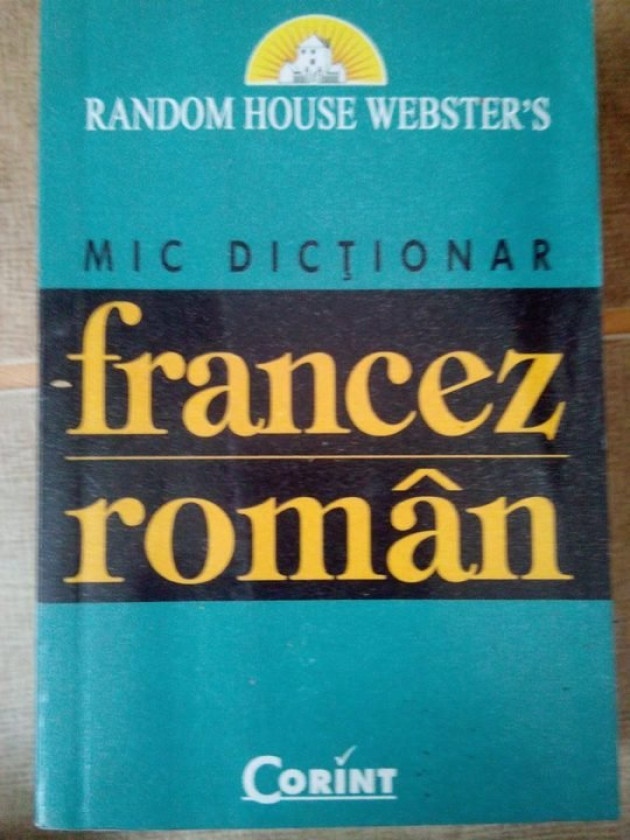 RANDOM HOUSE WEBSTER'S
MIC DICŢIONAR
francez
român
CORINT